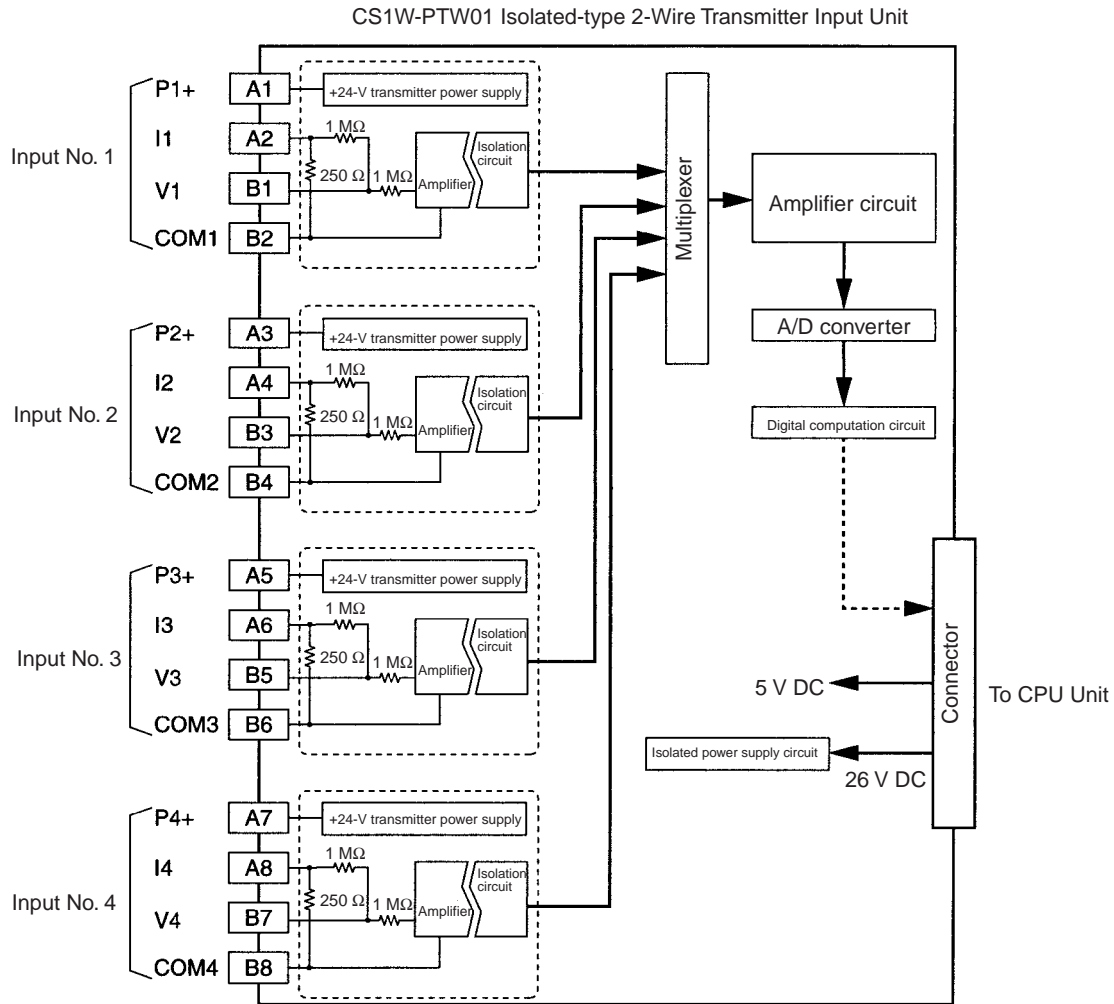 CS1W-PTW01 Isolated-type 2-Wire Transmitter Input Unit
Input No. 1
P1+
A1
+24-V transmitter power supply
I1
A2
1 MΩ
250 Ω
V1
B1
1 MΩ
Amplifier
Isolation
circuit
COM1
B2
Input No. 2
P2+
A3
+24-V transmitter power supply
I2
A4
1 MΩ
250 Ω
V2
B3
1 MΩ
Amplifier
Isolation
circuit
COM2
B4
Input No. 3
P3+
A5
+24-V transmitter power supply
I3
A6
1 MΩ
250 Ω
V3
B5
1 MΩ
Amplifier
Isolation
circuit
COM3
B6
Input No. 4
P4+
A7
+24-V transmitter power supply
I4
A8
1 MΩ
250 Ω
V4
B7
1 MΩ
Amplifier
Isolation
circuit
COM4
B8
Multiplexer
Amplifier circuit
A/D converter
Digital computation circuit
5 V DC
Isolated power supply circuit
26 V DC
Connector
To CPU Unit